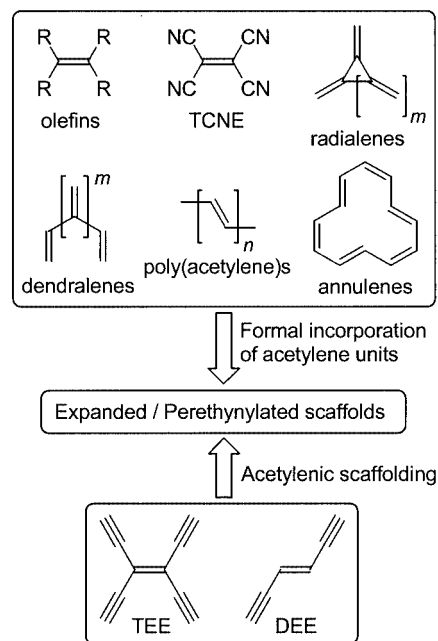 R R
R R
olefins
NC CN
NC CN
TCNE
m
radialenes
m
dendralenes
n
poly(acetylene)s
annulenes
Formal incorporation
of acetylene units
Expanded / Perethynylated scaffolds
Acetylenic scaffolding
TEE
DEE